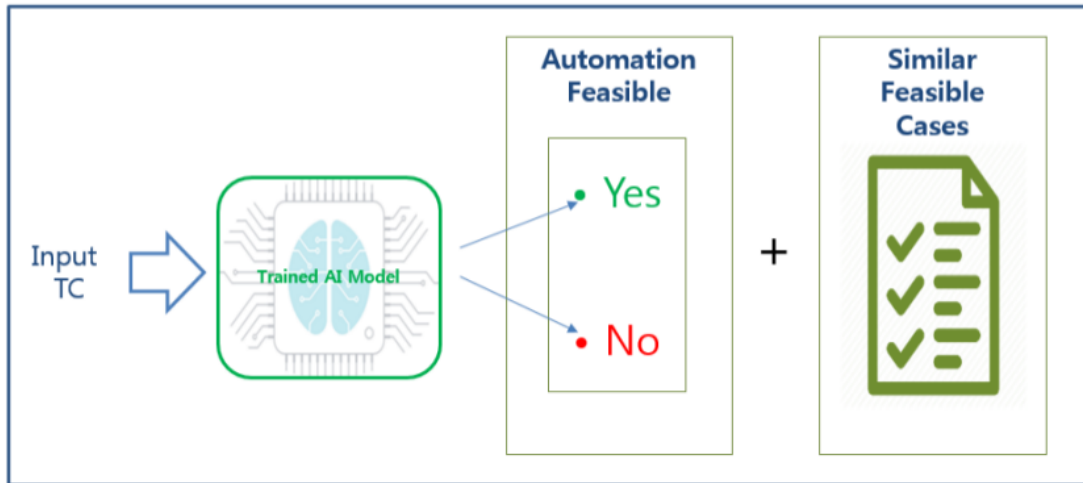 Input
TC
Trained AI Model
Automation
Feasible
Yes
No
+
Similar
Feasible
Cases